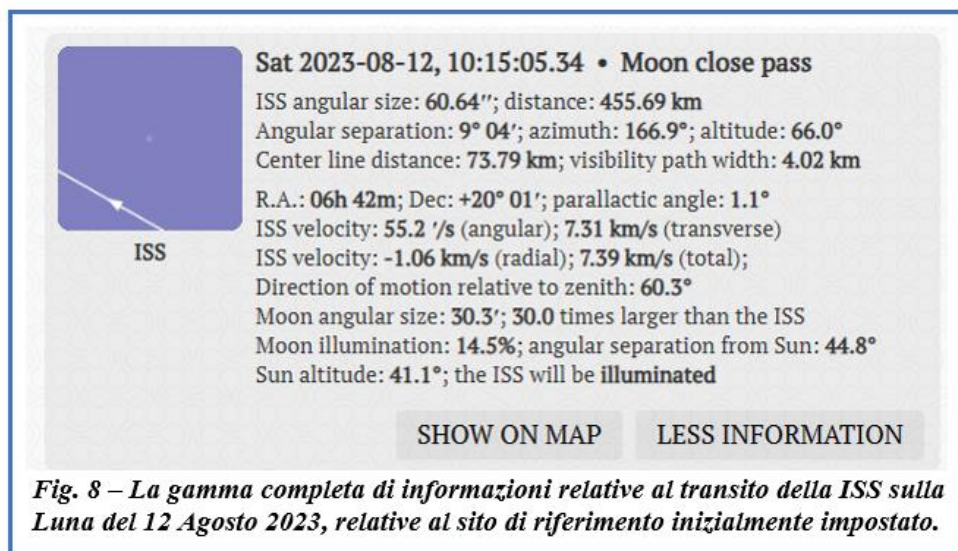 Sat 2023-08-12, 10:15:05.34 • Moon close pass
ISS angular size: 60.64″; distance: 455.69 km
Angular separation: 9° 04′; azimuth: 166.9°; altitude: 66.0°
Center line distance: 73.79 km; visibility path width: 4.02 km
R.A.: 06h 42m; Dec: +20° 01′; parallactic angle: 1.1°
ISS velocity: 55.2 ′/s (angular); 7.31 km/s (transverse)
ISS velocity: -1.06 km/s (radial); 7.39 km/s (total);
Direction of motion relative to zenith: 60.3°
Moon angular size: 30.3′; 30.0 times larger than the ISS
Moon illumination: 14.5%; angular separation from Sun: 44.8°
Sun altitude: 41.1°; the ISS will be illuminated
ISS
SHOW ON MAP LESS INFORMATION
Fig. 8 – La gamma completa di informazioni relative al transito della ISS sulla
Luna del 12 Agosto 2023, relative al sito di riferimento inizialmente impostato.